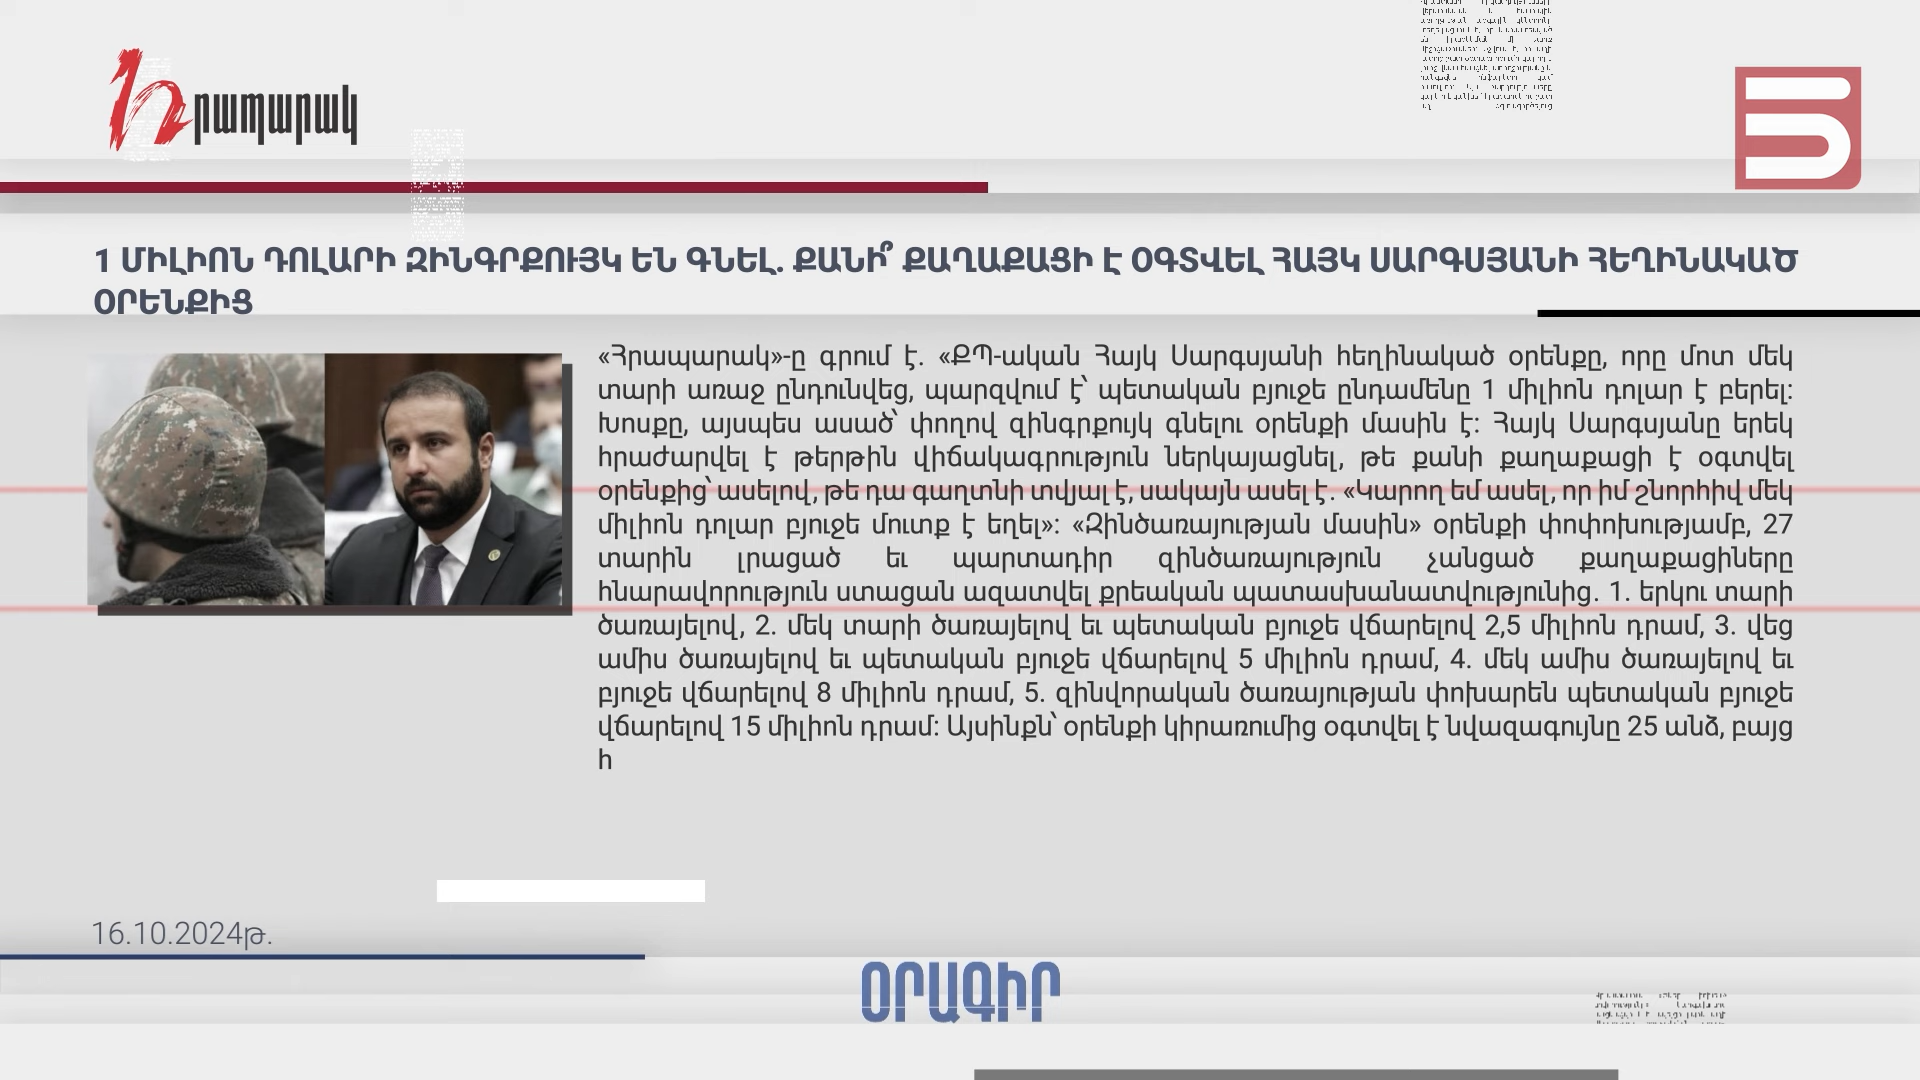 Հրապարակ
1 ՄԻԼԻՈՆ ԴՈԼԱՐԻ ԶԻՆԳՐՔՈՒՅԿ ԵՆ ԳՆԵԼ. ՔԱՆԻ՞ ՔԱՂԱՔԱՑԻ Է ՕԳՏՎԵԼ ՀԱՅԿ ՍԱՐԳՍՅԱՆԻ ՀԵՂԻՆԱԿԱԾ
ՕՐԵՆՔԻՑ
«Հրապարակ»-ը գրում է. «ՔՊ-ական Հայկ Սարգսյանի հեղինակած օրենքը, որը մոտ մեկ
տարի առաջ ընդունվեց, պարզվում է՝ պետական բյուջե ընդամենը 1 միլիոն դոլար է բերել:
Խոսքը, այսպես ասած՝ փողով զինգրքույկ գնելու օրենքի մասին է: Հայկ Սարգսյանը երեկ
հրաժարվել է թերթին վիճակագրություն ներկայացնել, թե քանի քաղաքացի է օգտվել
օրենքից՝ ասելով, թե դա գաղտնի տվյալ է, սակայն ասել է. «Կարող եմ ասել, որ իմ շնորհիվ մեկ
միլիոն դոլար բյուջե մուտք է եղել»: «Զինծառայության մասին» օրենքի փոփոխությամբ, 27
տարին լրացած եւ պարտադիր զինծառայություն չանցած քաղաքացիները
հնարավորություն ստացան ազատվել քրեական պատասխանատվությունից. 1. երկու տարի
ծառայելով, 2. մեկ տարի ծառայելով եւ պետական բյուջե վճարելով 2,5 միլիոն դրամ, 3. վեց
ամիս ծառայելով եւ պետական բյուջե վճարելով 5 միլիոն դրամ, 4. մեկ ամիս ծառայելով եւ
բյուջե վճարելով 8 միլիոն դրամ, 5. զինվորական ծառայության փոխարեն պետական բյուջե
վճարելով 15 միլիոն դրամ: Այսինքն՝ օրենքի կիրառումից օգտվել է նվազագույնը 25 անձ, բայց
հ
16.10.2024թ.
ՕՐԱԳԻՐ